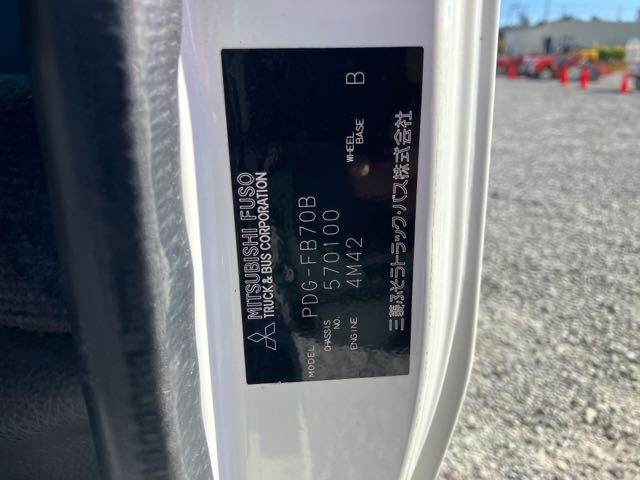 MITSUBISHI FUSO
TRUCK & BUS CORPORATION
MODEL PDG-FB70B
CHASSIS NO. 570100
ENGINE 4M42 WHEEL BASE B
三菱ふそうトラック・バス株式会社